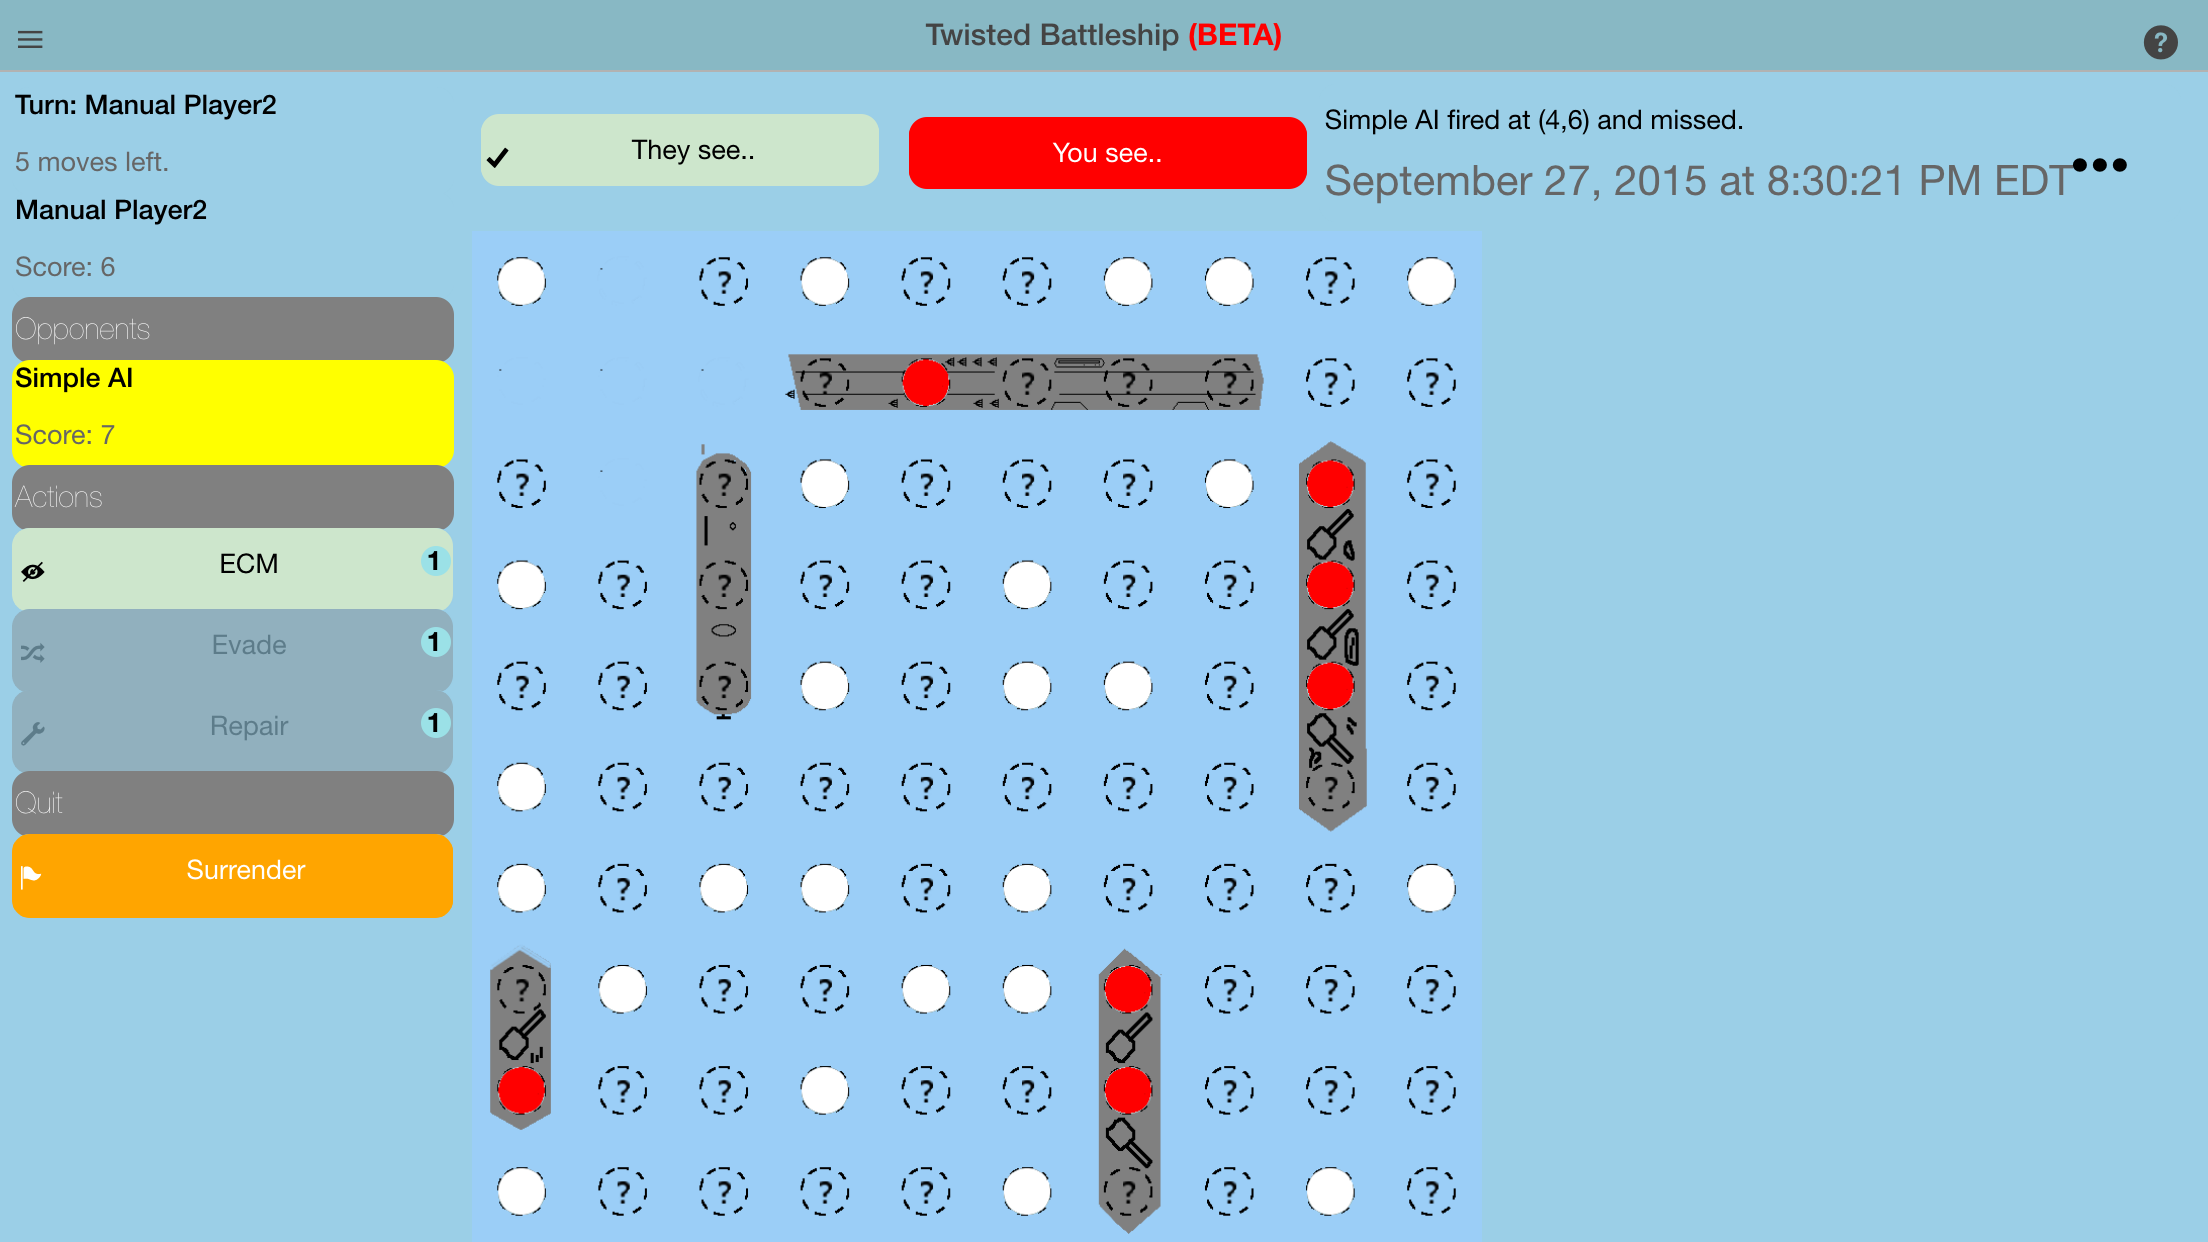 Twisted Battleship (BETA)
?
Turn: Manual Player2
5 moves left.
Manual Player2
Score: 6
Opponents
Simple AI
Score: 7
Actions
ECM 1
Evade 1
Repair 1
Quit
Surrender
They see..
You see..
Simple AI fired at (4,6) and missed.
September 27, 2015 at 8:30:21 PM EDT
? ? ? ?
? ? ? ? ? ?
? ? ? ? ? ?
? ? ? ? ? ? ?
? ? ? ? ? ?
? ? ? ? ? ? ? ? ?
? ? ? ? ?
? ? ? ? ? ?
? ? ? ? ? ? ?
? ? ? ? ? ? ?